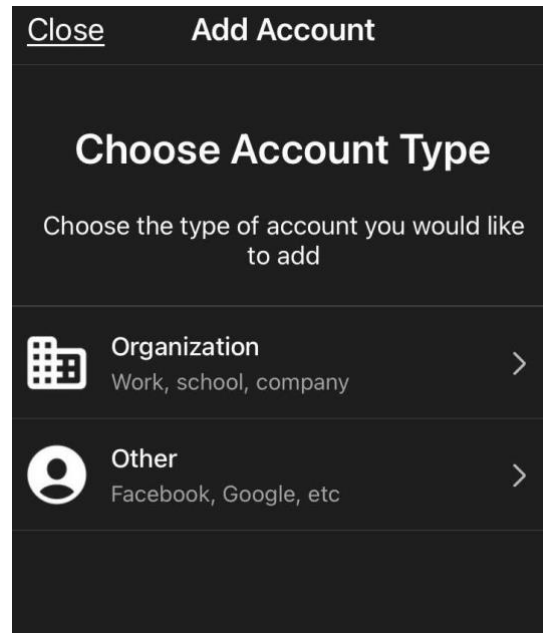 Close Add Account
Choose Account Type
Choose the type of account you would like
to add
Organization
Work, school, company
Other
Facebook, Google, etc